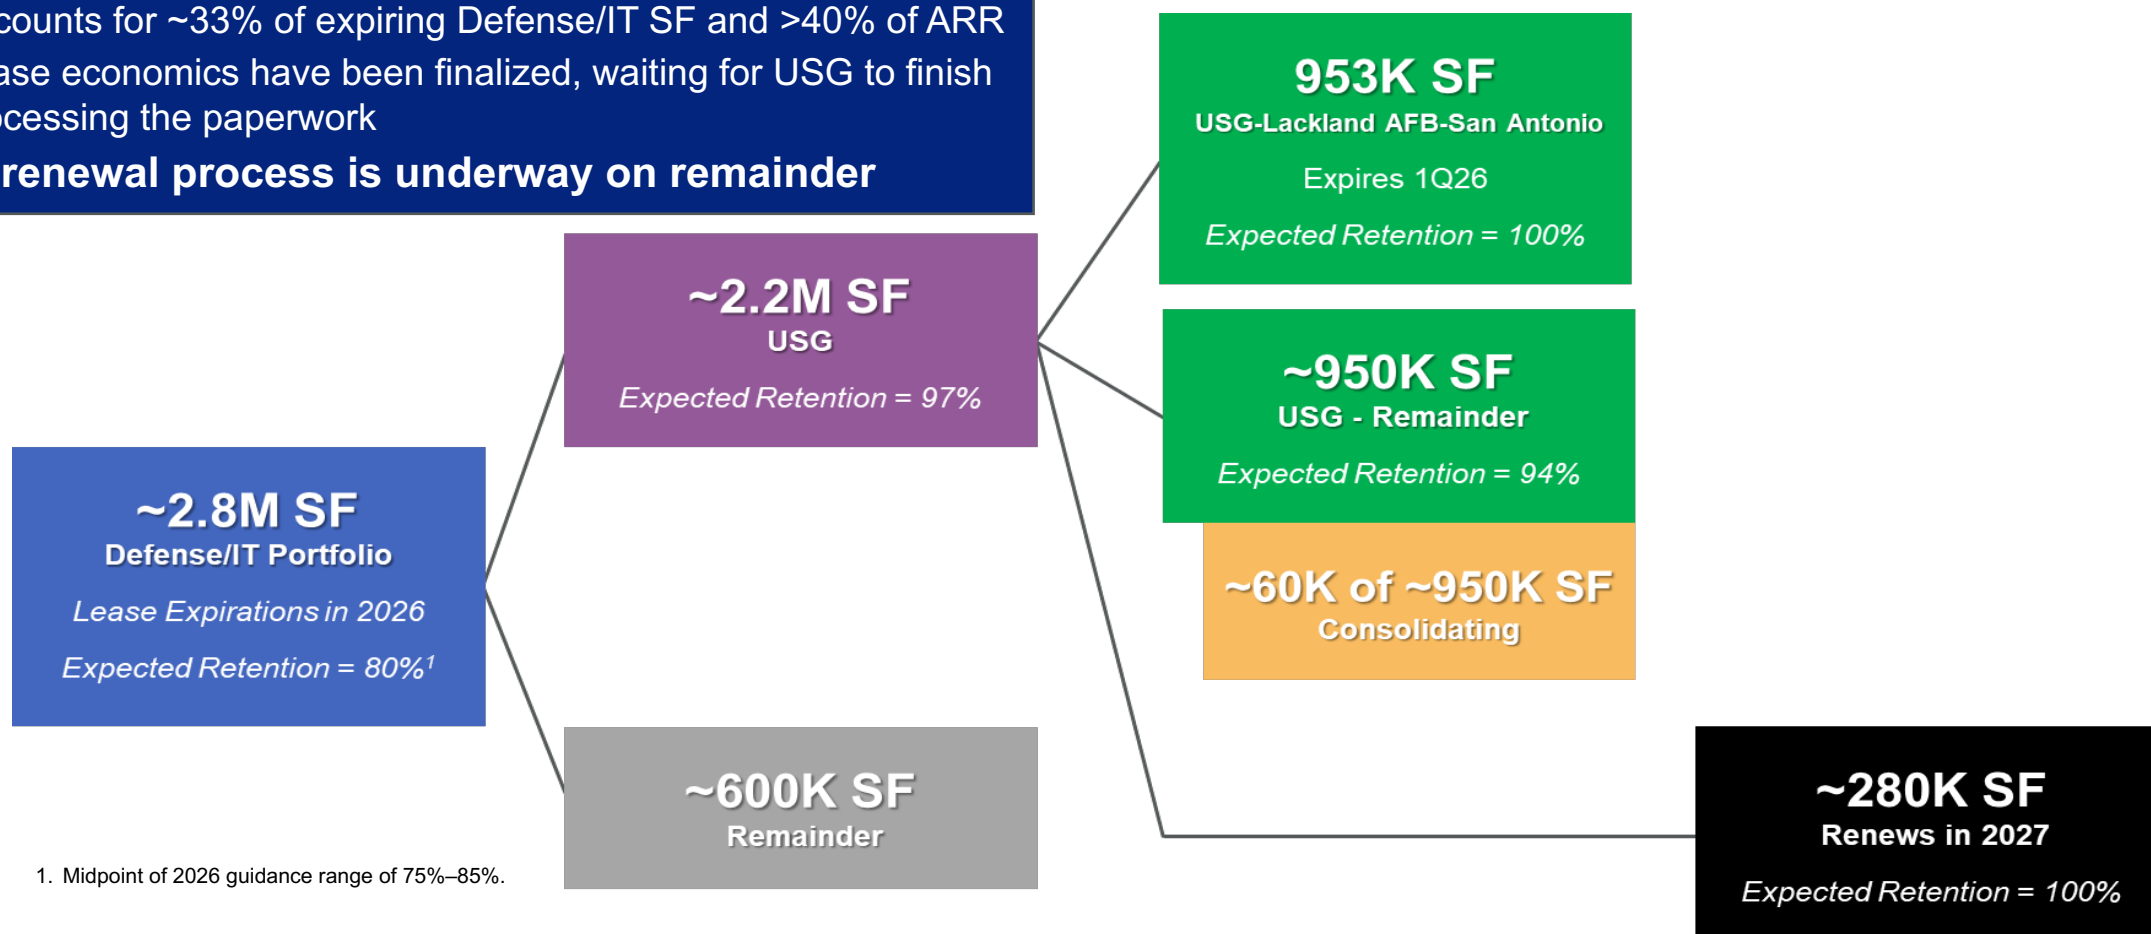 counts for ~33% of expiring Defense/IT SF and >40% of ARR
ase economics have been finalized, waiting for USG to finish
ocessing the paperwork
renewal process is underway on remainder
953K SF
USG-Lackland AFB-San Antonio
Expires 1Q26
Expected Retention = 100%
~2.2M SF
USG
Expected Retention = 97%
~950K SF
USG - Remainder
Expected Retention = 94%
~60K of ~950K SF
Consolidating
~2.8M SF
Defense/IT Portfolio
Lease Expirations in 2026
Expected Retention = 80%¹
~600K SF
Remainder
~280K SF
Renews in 2027
Expected Retention = 100%
1. Midpoint of 2026 guidance range of 75%–85%.